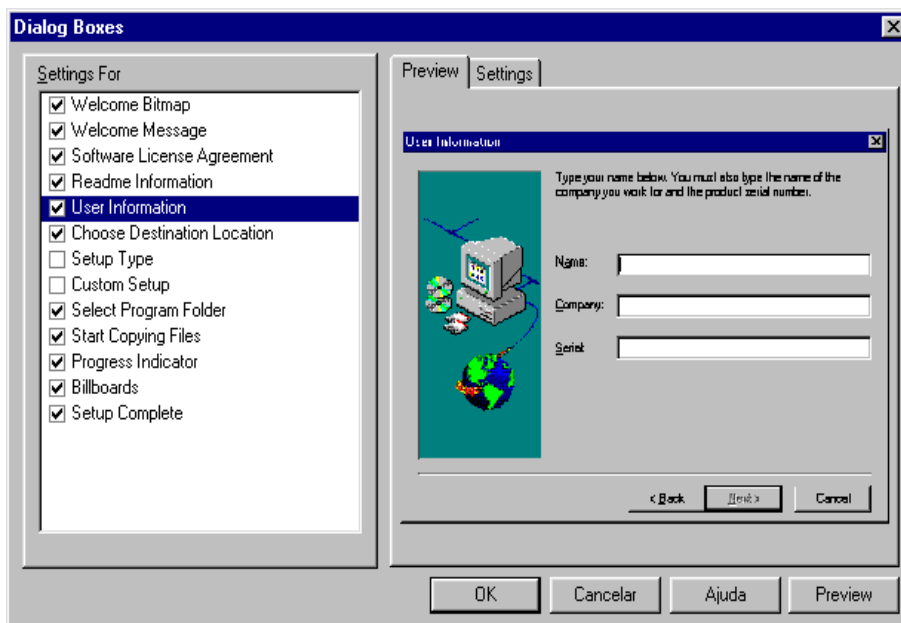 Dialog Boxes
Settings For
Welcome Bitmap
Welcome Message
Software License Agreement
Readme Information
User Information
Choose Destination Location
Setup Type
Custom Setup
Select Program Folder
Start Copying Files
Progress Indicator
Billboards
Setup Complete
Preview Settings
User Information
Type your name below. You must also type the name of the
company you work for and the product serial number.
Name:
Company:
Serial:
< Back Next > Cancel
OK Cancelar Ajuda Preview